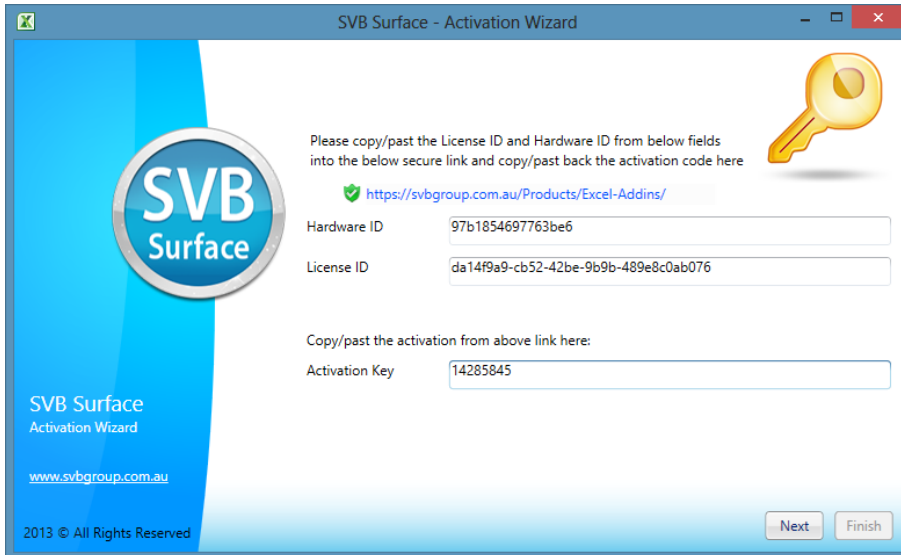 SVB Surface - Activation Wizard
Please copy/past the License ID and Hardware ID from below fields
into the below secure link and copy/past back the activation code here
https://svbgroup.com.au/Products/Excel-Addins/
SVB
Surface
Hardware ID 97b1854697763be6
License ID da14f9a9-cb52-42be-9b9b-489e8c0ab076
Copy/past the activation from above link here:
Activation Key 14285845
SVB Surface
Activation Wizard
www.svbgroup.com.au
2013 © All Rights Reserved
Next Finish